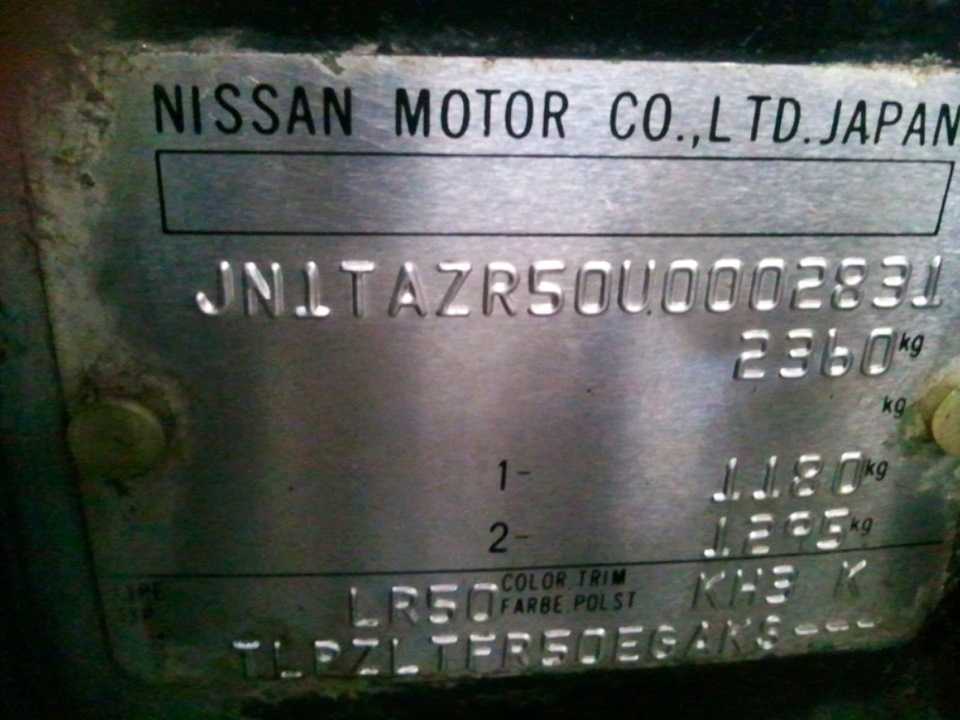 NISSAN MOTOR CO.,LTD.JAPAN
JN1TAZR50U0002831
2360 kg
kg
1- 1180 kg
2- 1295 kg
LR50 COLOR TRIM KH3 K
FARBE POLST
TLPZLTFR50EGAKS---